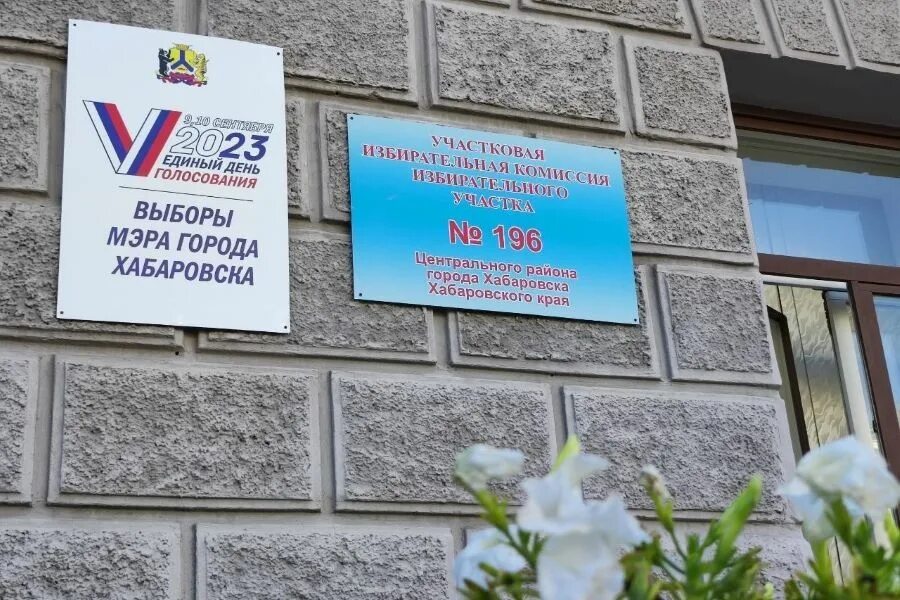 9, 10 СЕНТЯБРЯ
2023
ЕДИНЫЙ ДЕНЬ
ГОЛОСОВАНИЯ
ВЫБОРЫ
МЭРА ГОРОДА
ХАБАРОВСКА
УЧАСТКОВАЯ
ИЗБИРАТЕЛЬНАЯ КОМИССИЯ
ИЗБИРАТЕЛЬНОГО
УЧАСТКА
№ 196
Центрального района
города Хабаровска
Хабаровского края